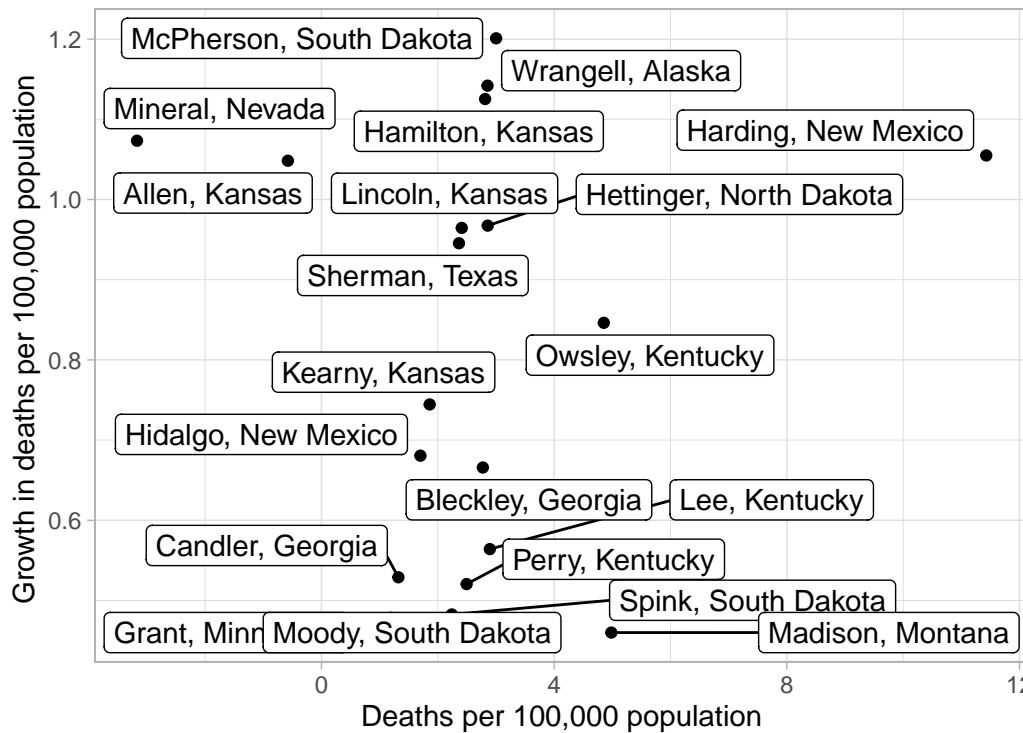 1.2
McPherson, South Dakota
Wrangell, Alaska
Mineral, Nevada
Hamilton, Kansas
Harding, New Mexico
1.0
Allen, Kansas
Lincoln, Kansas
Hettinger, North Dakota
Sherman, Texas
0.8
Owsley, Kentucky
Kearny, Kansas
Hidalgo, New Mexico
Bleckley, Georgia
Lee, Kentucky
0.6
Candler, Georgia
Perry, Kentucky
Spink, South Dakota
Grant, Minn
Moody, South Dakota
Madison, Montana
0
4
8
12
Deaths per 100,000 population
Growth in deaths per 100,000 population